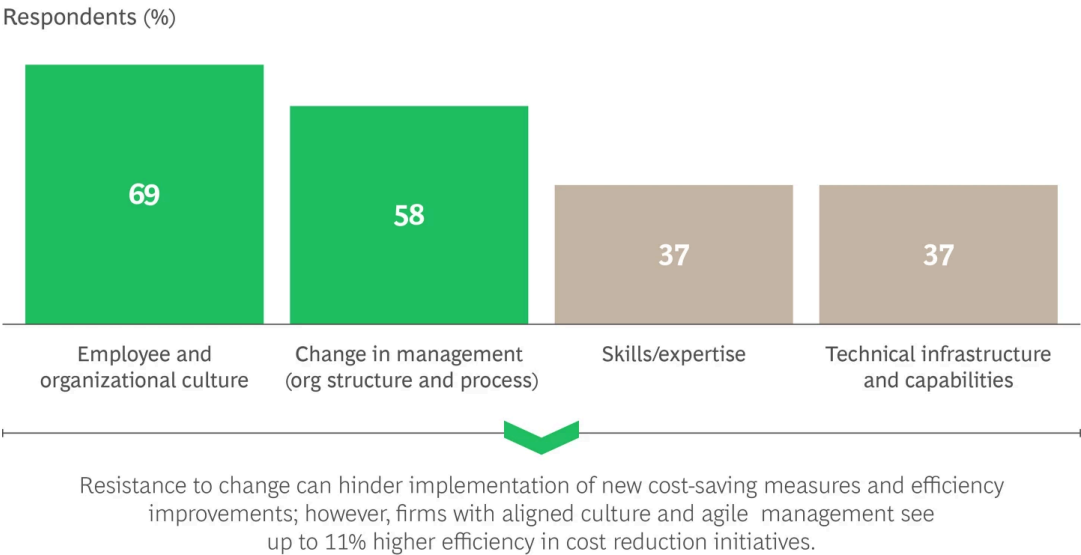 Respondents (%)
69
58
37
37
Employee and
organizational culture
Change in management
(org structure and process)
Skills/expertise
Technical infrastructure
and capabilities
Resistance to change can hinder implementation of new cost-saving measures and efficiency
improvements; however, firms with aligned culture and agile  management see
up to 11% higher efficiency in cost reduction initiatives.